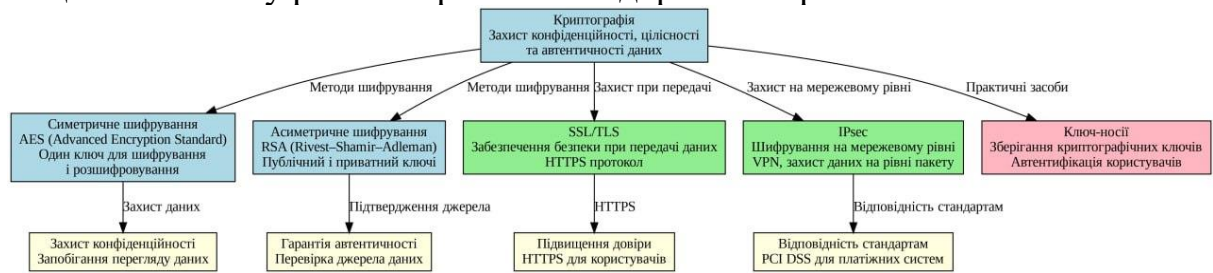 Криптографія
Захист конфіденційності, цілісності
та автентичності даних
Методи шифрування
Методи шифрування
Захист при передачі
Захист на мережевому рівні
Практичні засоби
Симетричне шифрування
AES (Advanced Encryption Standard)
Один ключ для шифрування
і розшифровування
Асиметричне шифрування
RSA (Rivest–Shamir–Adleman)
Публічний і приватний ключі
SSL/TLS
Забезпечення безпеки при передачі даних
HTTPS протокол
IPsec
Шифрування на мережевому рівні
VPN, захист даних на рівні пакету
Ключ-носії
Зберігання криптографічних ключів
Автентифікація користувачів
Захист даних
Підтвердження джерела
HTTPS
Відповідність стандартам
Захист конфіденційності
Запобігання перегляду даних
Гарантія автентичності
Перевірка джерела даних
Підвищення довіри
HTTPS для користувачів
Відповідність стандартам
PCI DSS для платіжних систем